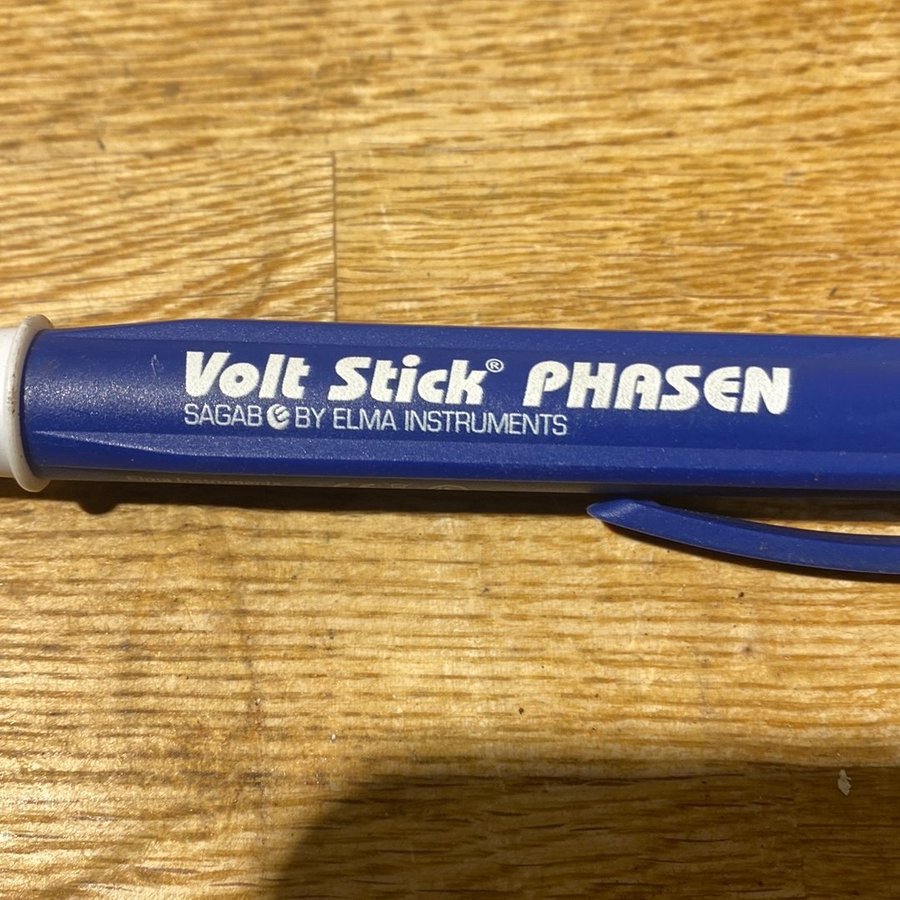 Volt Stick® PHASEN
SAGAB e BY ELMA INSTRUMENTS